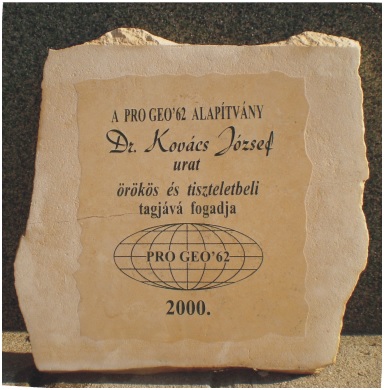 A PRO GEO'62 ALAPÍTVÁNY
Dr. Kovács József
urat
örökös és tiszteletbeli
tagjává fogadja
PRO GEO'62
2000.